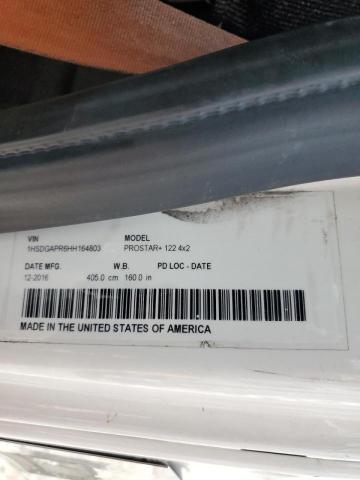 VIN MODEL
1HSDGAPR6HH164803 PROSTAR+ 122 4x2
DATE MFG. W.B. PD LOC - DATE
12-2016 405.0 cm 160.0 in
MADE IN THE UNITED STATES OF AMERICA